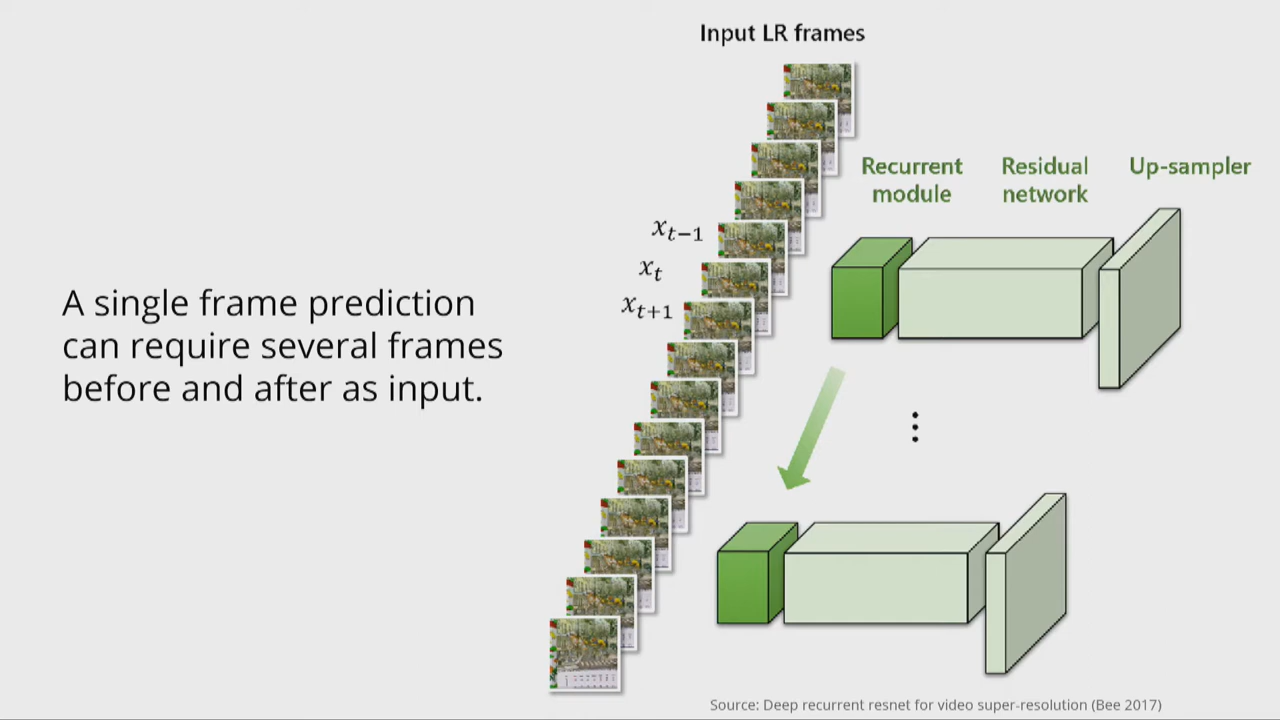 Input LR frames
Recurrent module
Residual network
Up-sampler
x_{t-1}
x_t
x_{t+1}
A single frame prediction
can require several frames
before and after as input.
Source: Deep recurrent resnet for video super-resolution (Bee 2017)